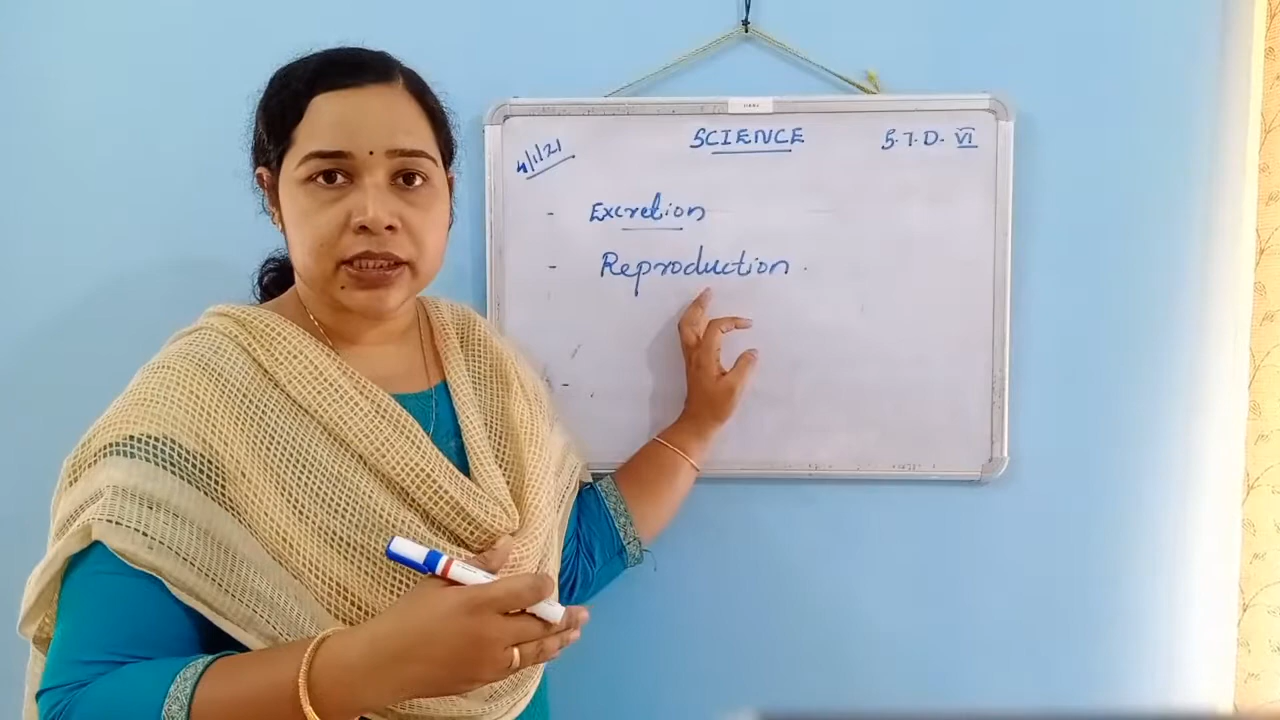 4/1/21
SCIENCE
S.T.D. VI
- Excretion
- Reproduction.
-